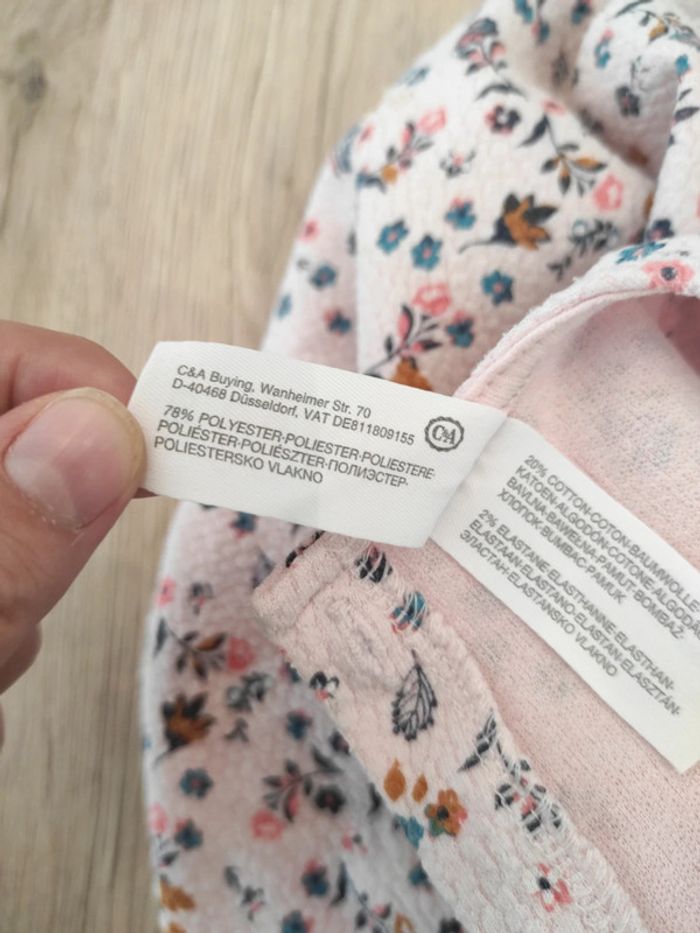 C&A Buying, Wanheimer Str. 70
D-40468 Düsseldorf, VAT DE811809155
C&A
78% POLYESTER·POLIESTER·POLIESTERE
POLIÉSTER·POLIÉSZTER·ПОЛИЭСТЕР·
POLIESTERSKO VLAKNO
20% COTTON·COTON·BAUMWOLLE
KATOEN·ALGODÓN·COTONE·ALGODÃ
BAVLNA·BAWEŁNA·PAMUT·BOMBAŽ·
ХЛОПОК·BUMBAC·PAMUK
2% ELASTANE·ELASTHANNE·ELASTHAN·
ELASTAAN·ELASTANO·ELASTAN·ELASZTÁN·
ЭЛАСТАН·ELASTANSKO VLAKNO